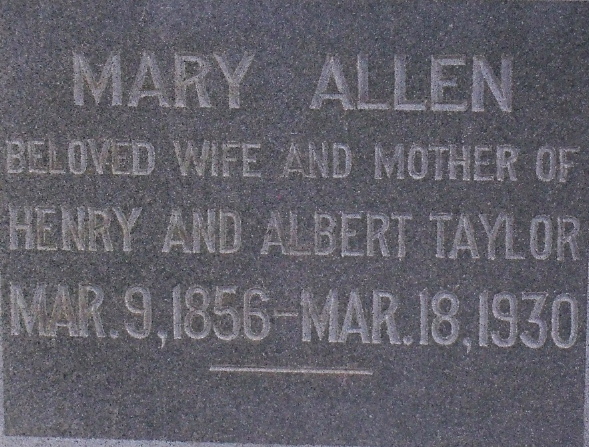 MARY ALLEN
BELOVED WIFE AND MOTHER OF
HENRY AND ALBERT TAYLOR
MAR. 9, 1856 - MAR. 18, 1930